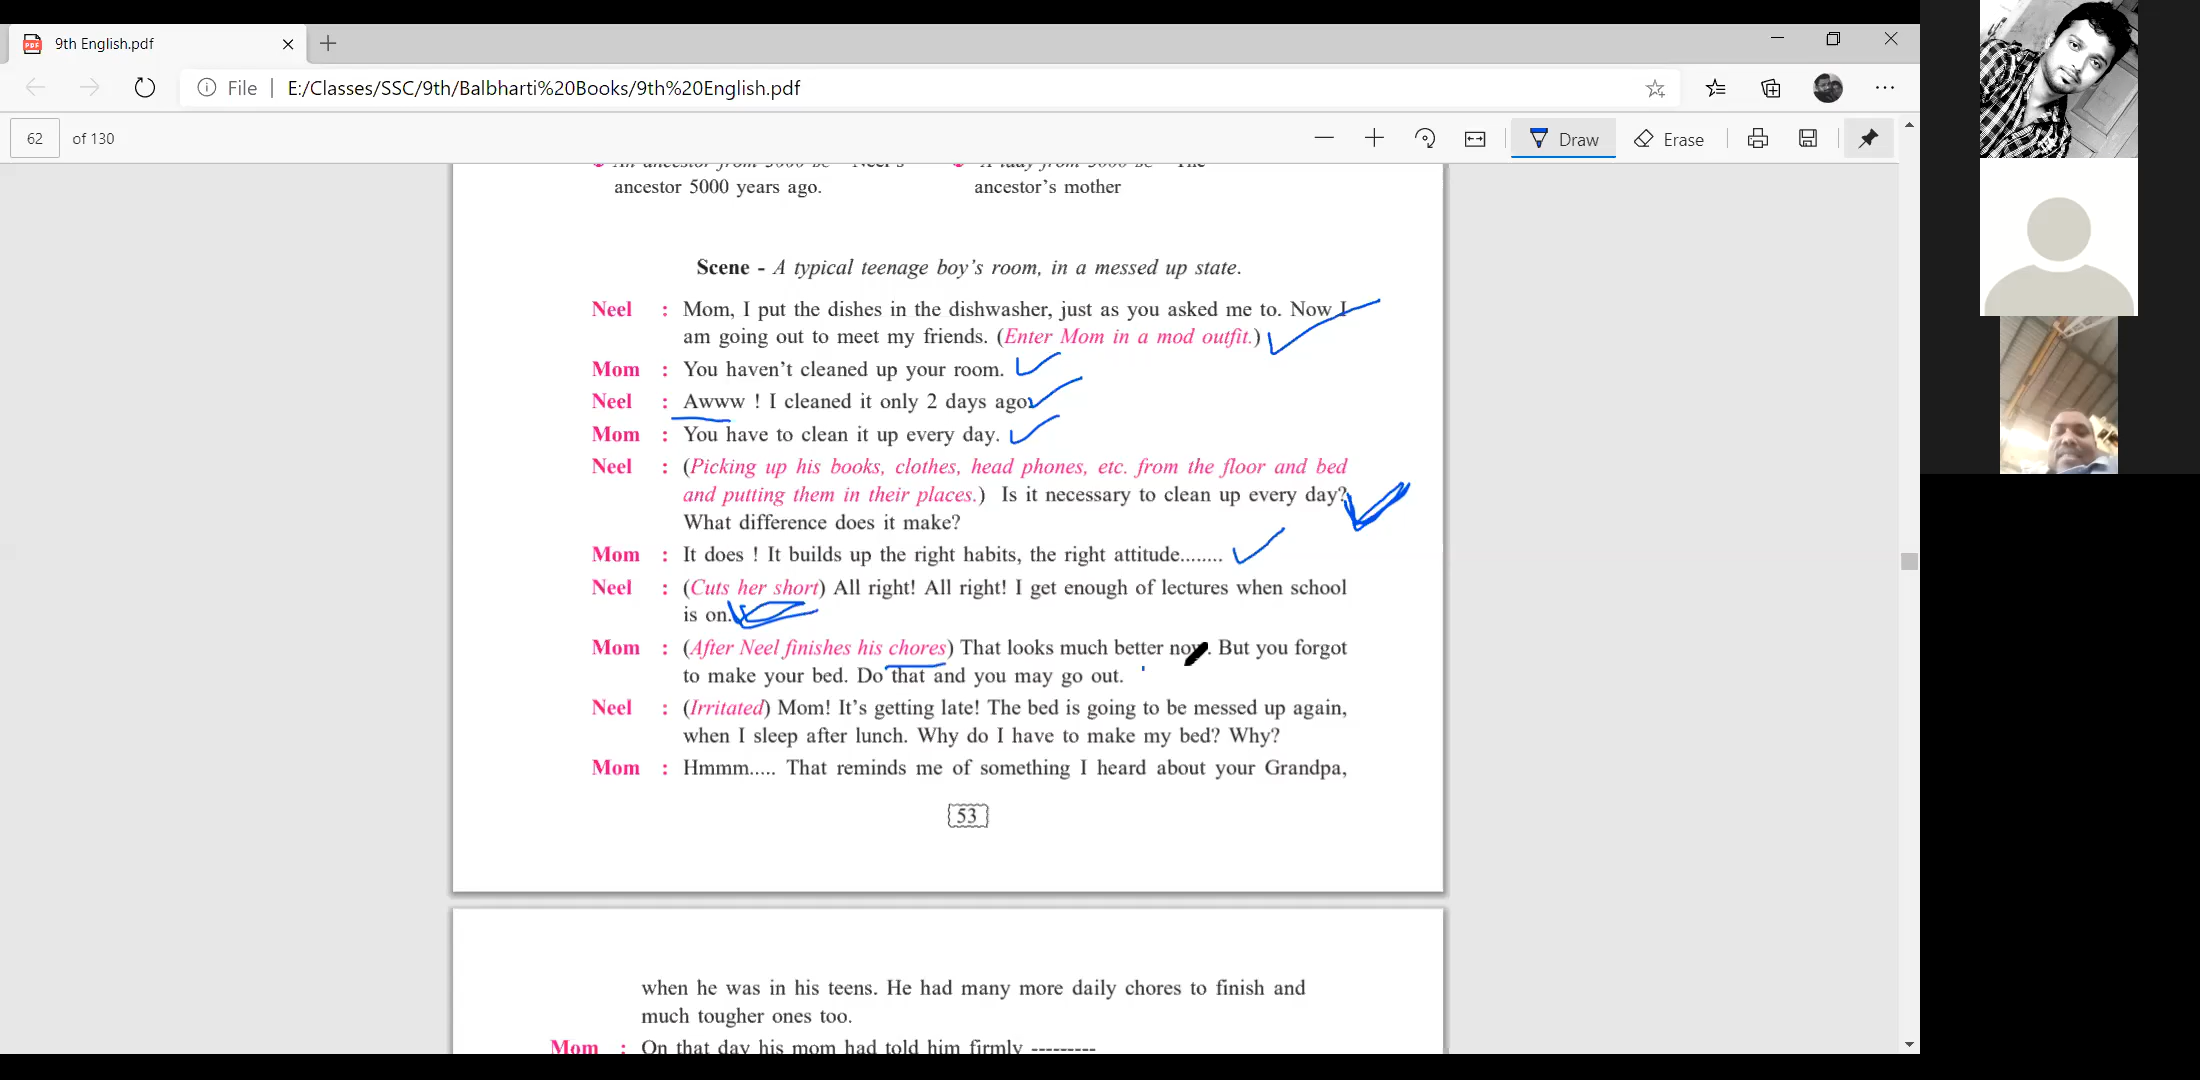 9th English.pdf
File | E:/Classes/SSC/9th/Balbharti%20Books/9th%20English.pdf
62 of 130
Draw
Erase
An ancestor from 5000 BC Neel's
A lady from 5000 BC The
ancestor 5000 years ago.
ancestor's mother
Scene - A typical teenage boy's room, in a messed up state.
Neel : Mom, I put the dishes in the dishwasher, just as you asked me to. Now I
am going out to meet my friends. (Enter Mom in a mod outfit.)
Mom : You haven't cleaned up your room.
Neel : Awww ! I cleaned it only 2 days ago
Mom : You have to clean it up every day.
Neel : (Picking up his books, clothes, head phones, etc. from the floor and bed
and putting them in their places.) Is it necessary to clean up every day?
What difference does it make?
Mom : It does ! It builds up the right habits, the right attitude........
Neel : (Cuts her short) All right! All right! I get enough of lectures when school
is on.
Mom : (After Neel finishes his chores) That looks much better now. But you forgot
to make your bed. Do that and you may go out.
Neel : (Irritated) Mom! It's getting late! The bed is going to be messed up again,
when I sleep after lunch. Why do I have to make my bed? Why?
Mom : Hmmm..... That reminds me of something I heard about your Grandpa,
53
when he was in his teens. He had many more daily chores to finish and
much tougher ones too.
Mom : On that day his mom had told him firmly ---------